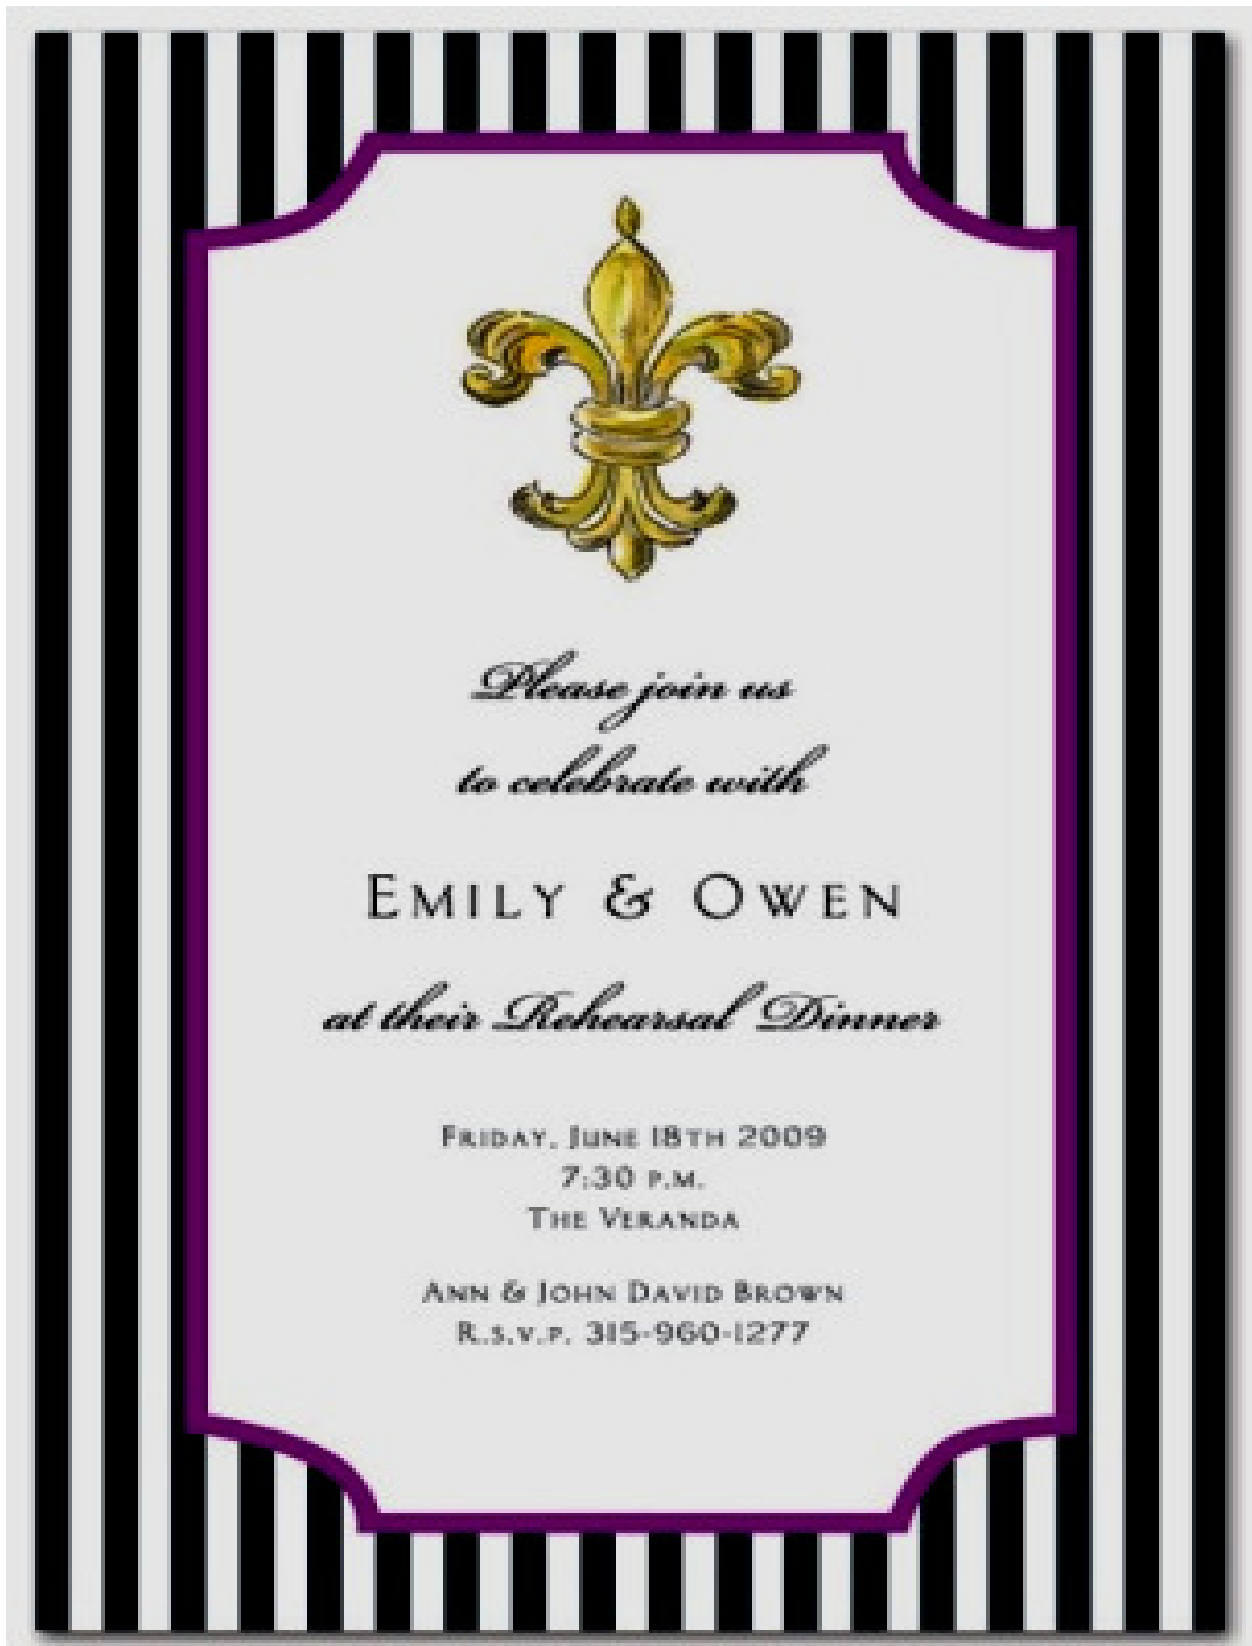 Please join us
to celebrate with
EMILY & OWEN
at their Rehearsal Dinner
FRIDAY, JUNE 18TH 2009
7:30 P.M.
THE VERANDA
ANN & JOHN DAVID BROWN
R.S.V.P. 315-960-1277